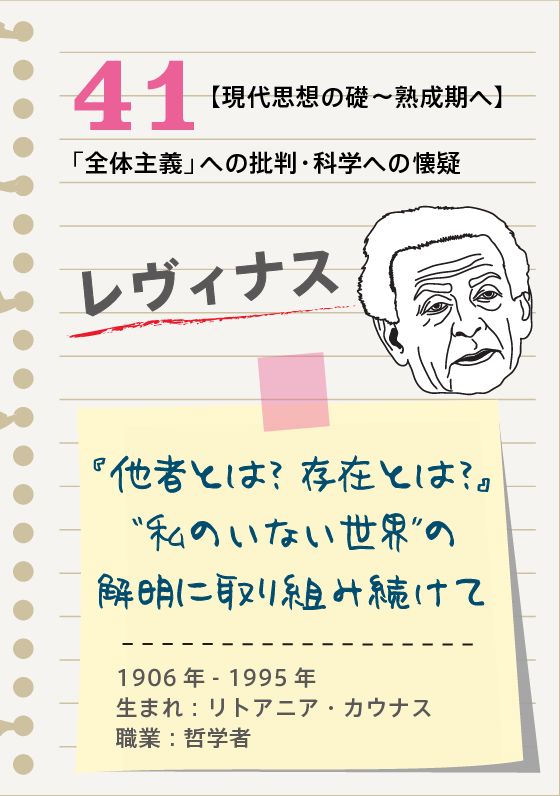 41
【現代思想の礎〜熟成期へ】
「全体主義」への批判・科学への懐疑
レヴィナス
『他者とは? 存在とは?』
“私のいない世界”の
解明に取り組み続けて
1906 年 - 1995 年
生まれ : リトアニア・カウナス
職業 : 哲学者